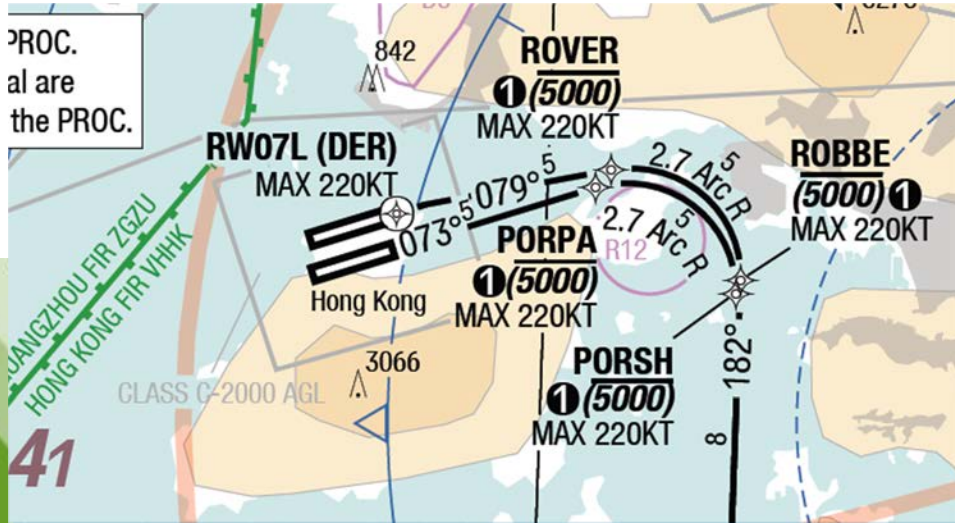 PROC.
al are
the PROC.
842
ROVER
❶(5000)
MAX 220KT
RW07L (DER)
MAX 220KT
ROBBE
(5000)❶
MAX 220KT
079°
5
073°
5
2.7 Arc R
5
2.7 Arc R
5
R12
PORPA
❶(5000)
MAX 220KT
Hong Kong
PORSH
❶(5000)
MAX 220KT
182°
8
3066
CLASS C-2000 AGL
UANGZHOU FIR ZGZU
HONG KONG FIR VHHK
41